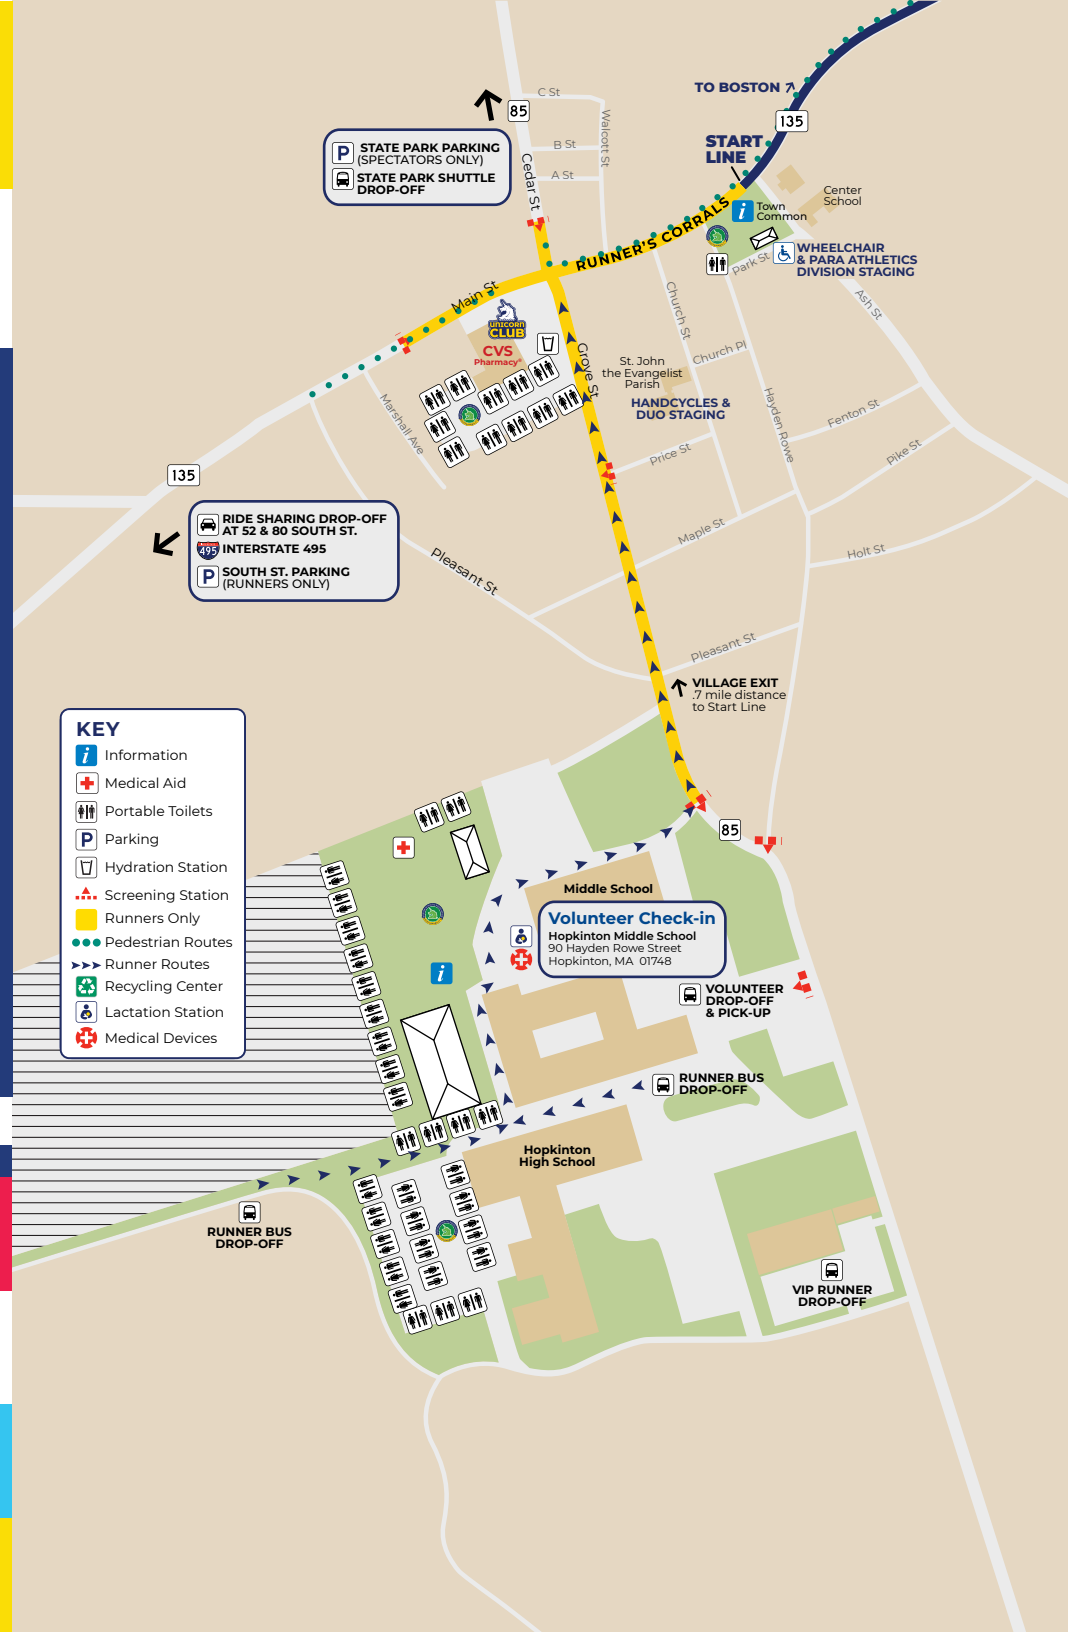 TO BOSTON
C St
85
135
Walcott St
START
LINE
B St
STATE PARK PARKING
(SPECTATORS ONLY)
STATE PARK SHUTTLE
DROP-OFF
P
A St
Cedar St
Center
School
i
Town
Common
RUNNER'S CORRALS
WHEELCHAIR
& PARA ATHLETICS
DIVISION STAGING
Park St
Main St
Ash St
Church St
UNICORN
CLUB
CVS
Pharmacy
Grove St
Church Pl
St. John
the Evangelist
Parish
HANDCYCLES &
DUO STAGING
Marshall Ave
Hayden Rowe
Fenton St
Price St
Pike St
135
RIDE SHARING DROP-OFF
AT 52 & 80 SOUTH ST.
495
INTERSTATE 495
P
SOUTH ST. PARKING
(RUNNERS ONLY)
Maple St
Holt St
Pleasant St
Pleasant St
VILLAGE EXIT
.7 mile distance
to Start Line
KEY
i
Information
Medical Aid
Portable Toilets
P
Parking
Hydration Station
Screening Station
Runners Only
Pedestrian Routes
Runner Routes
Recycling Center
Lactation Station
Medical Devices
85
Middle School
Volunteer Check-in
Hopkinton Middle School
90 Hayden Rowe Street
Hopkinton, MA 01748
i
VOLUNTEER
DROP-OFF
& PICK-UP
RUNNER BUS
DROP-OFF
Hopkinton
High School
RUNNER BUS
DROP-OFF
VIP RUNNER
DROP-OFF